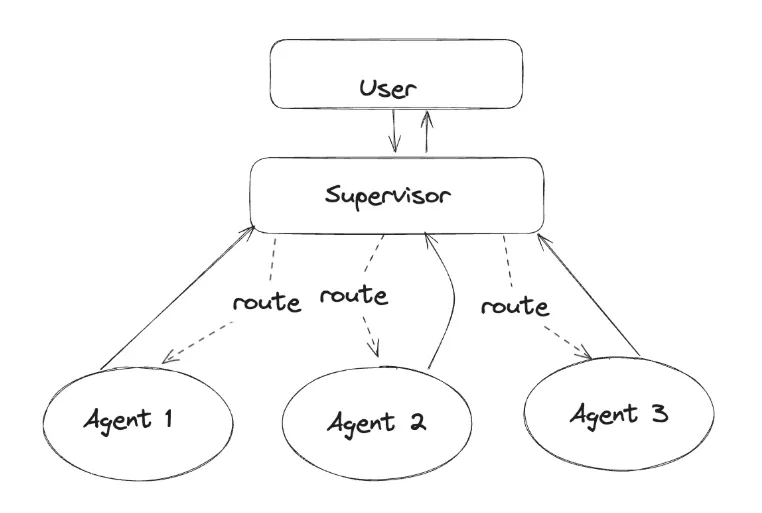 User
Supervisor
route
route
route
Agent 1
Agent 2
Agent 3